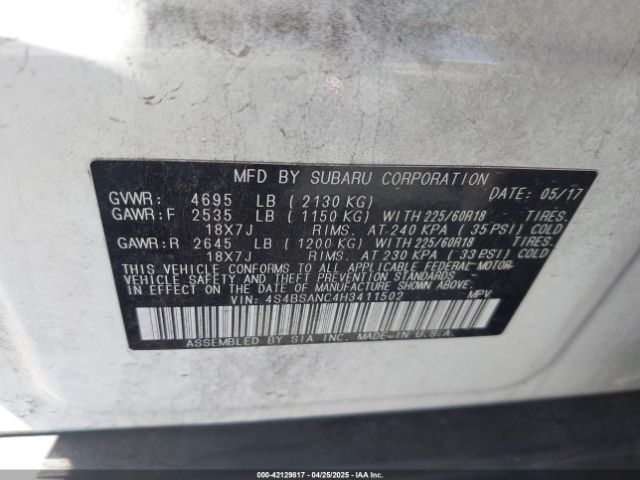 MFD BY SUBARU CORPORATION
GVWR: 4695 LB ( 2130 KG) DATE: 05/17
GAWR:F 2535 LB ( 1150 KG) WITH 225/60R18 TIRES.
18X7J RIMS. AT 240 KPA ( 35 PSI) COLD
GAWR:R 2645 LB ( 1200 KG) WITH 225/60R18 TIRES.
18X7J RIMS. AT 230 KPA ( 33 PSI) COLD
THIS VEHICLE CONFORMS TO ALL APPLICABLE FEDERAL MOTOR
VEHICLE SAFETY AND THEFT PREVENTION STANDARDS
IN EFFECT ON THE DATE OF MANUFACTURE SHOWN ABOVE.
VIN: 4S4BSANC4H3411502 MPV
ASSEMBLED BY SIA INC. MADE IN U.S.A.
000-42129817 - 04/25/2025 - IAAI.COM